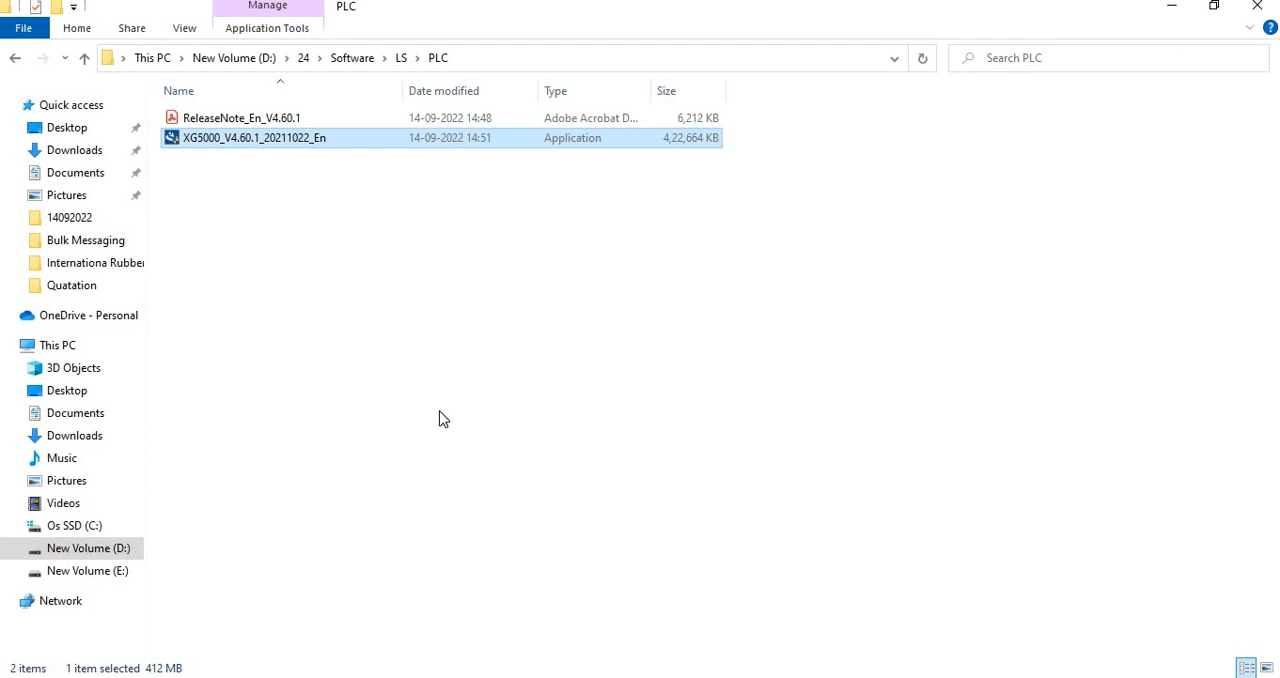 Manage
PLC
File
Home
Share
View
Application Tools
This PC
New Volume (D:)
24
Software
LS
PLC
Search PLC
Name
Date modified
Type
Size
ReleaseNote_En_V4.60.1
14-09-2022 14:48
Adobe Acrobat D...
6,212 KB
XG5000_V4.60.1_20211022_En
14-09-2022 14:51
Application
4,22,664 KB
Quick access
Desktop
Downloads
Documents
Pictures
14092022
Bulk Messaging
Internationa Rubber
Quatation
OneDrive - Personal
This PC
3D Objects
Desktop
Documents
Downloads
Music
Pictures
Videos
Os SSD (C:)
New Volume (D:)
New Volume (E:)
Network
2 items
1 item selected 412 MB